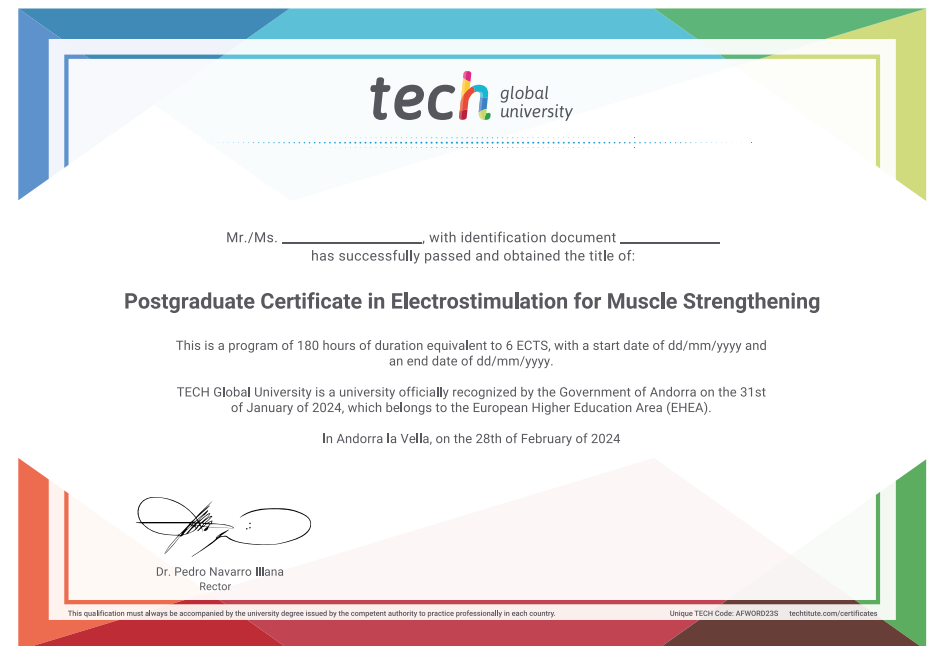 tech global university
Mr./Ms. ____________________, with identification document ______________
has successfully passed and obtained the title of:
Postgraduate Certificate in Electrostimulation for Muscle Strengthening
This is a program of 180 hours of duration equivalent to 6 ECTS, with a start date of dd/mm/yyyy and
an end date of dd/mm/yyyy.
TECH Global University is a university officially recognized by the Government of Andorra on the 31st
of January of 2024, which belongs to the European Higher Education Area (EHEA).
In Andorra la Vella, on the 28th of February of 2024
Dr. Pedro Navarro Illana
Rector
This qualification must always be accompanied by the university degree issued by the competent authority to practice professionally in each country.
Unique TECH Code: AFWORD23S techtitute.com/certificates